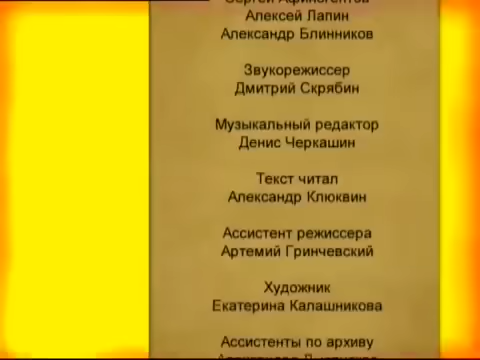 Алексей Лапин
Александр Блинников
Звукорежиссер
Дмитрий Скрябин
Музыкальный редактор
Денис Черкашин
Текст читал
Александр Клюквин
Ассистент режиссера
Артемий Гринчевский
Художник
Екатерина Калашникова
Ассистенты по архиву